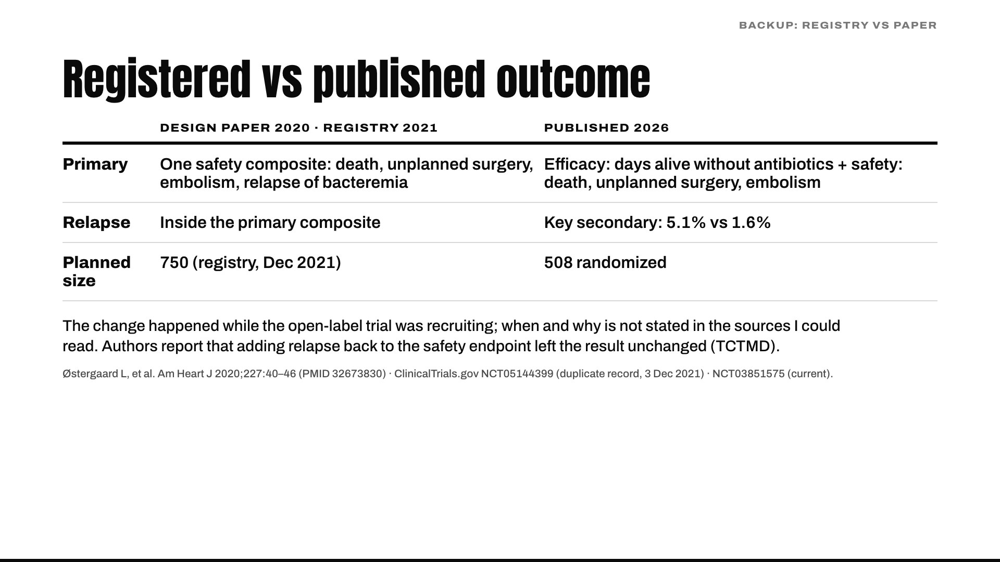 BACKUP: REGISTRY VS PAPER
Registered vs published outcome
DESIGN PAPER 2020 · REGISTRY 2021
PUBLISHED 2026
Primary
One safety composite: death, unplanned surgery,
embolism, relapse of bacteremia
Efficacy: days alive without antibiotics + safety:
death, unplanned surgery, embolism
Relapse
Inside the primary composite
Key secondary: 5.1% vs 1.6%
Planned
size
750 (registry, Dec 2021)
508 randomized
The change happened while the open-label trial was recruiting; when and why is not stated in the sources I could
read. Authors report that adding relapse back to the safety endpoint left the result unchanged (TCTMD).
Østergaard L, et al. Am Heart J 2020;227:40–46 (PMID 32673830) · ClinicalTrials.gov NCT05144399 (duplicate record, 3 Dec 2021) · NCT03851575 (current).